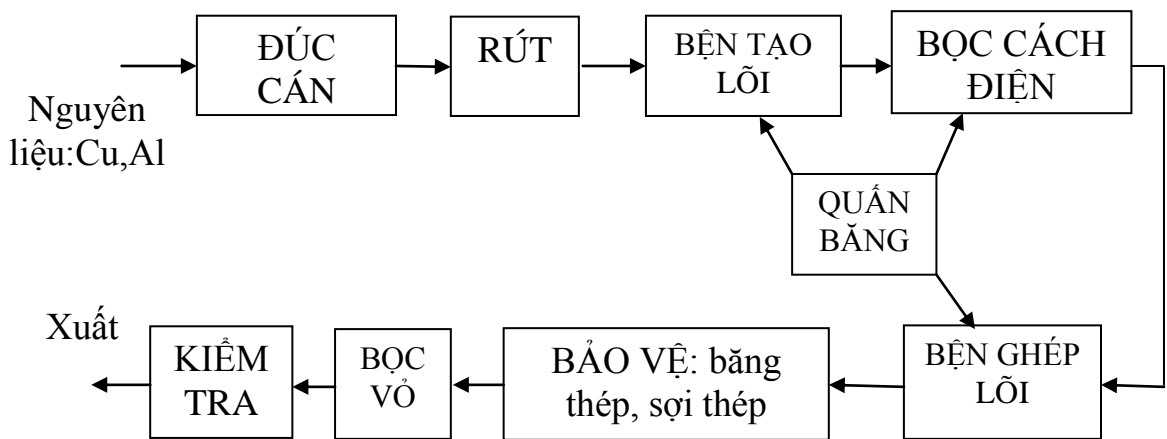 Nguyên
liệu:Cu,Al
ĐÚC
CÁN
RÚT
BỆN TẠO
LÕI
BỌC CÁCH
ĐIỆN
QUẤN
BĂNG
BỆN GHÉP
LÕI
BẢO VỆ: băng
thép, sợi thép
BỌC
VỎ
KIỂM
TRA
Xuất